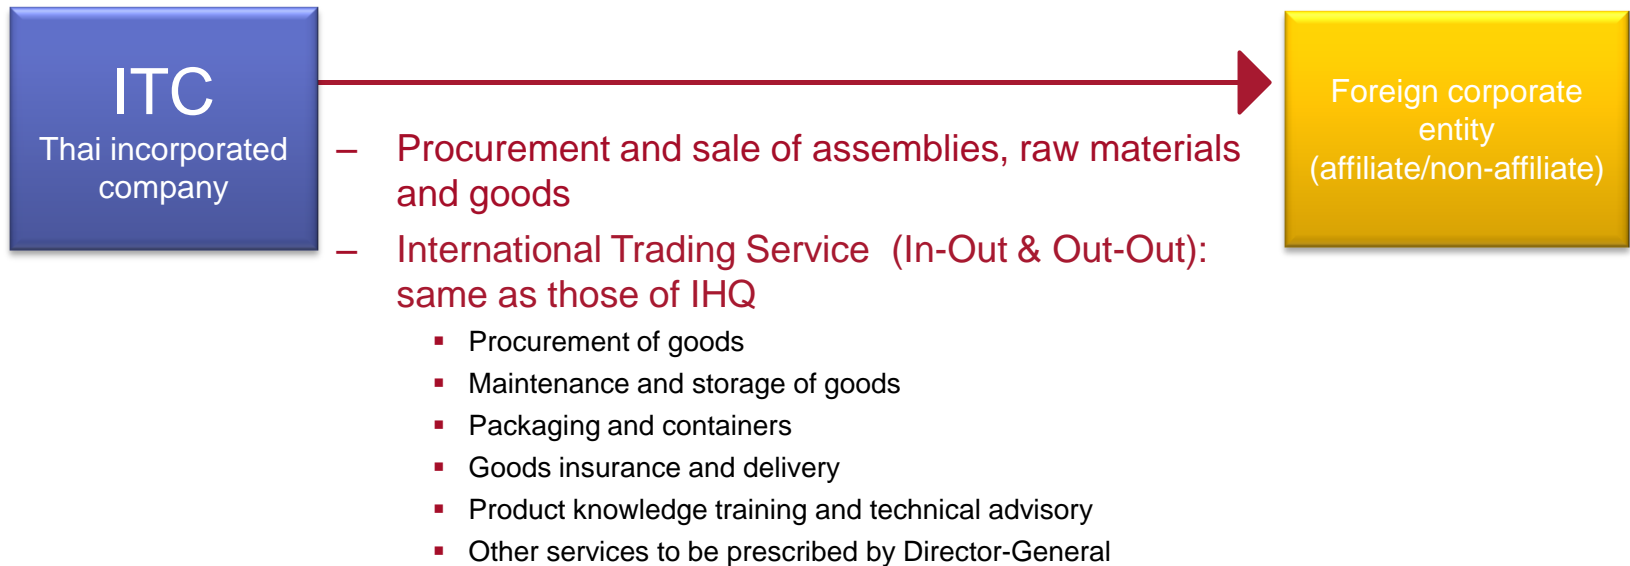 ITC
Thai incorporated
company
– Procurement and sale of assemblies, raw materials
and goods
– International Trading Service (In-Out & Out-Out):
same as those of IHQ
▪ Procurement of goods
▪ Maintenance and storage of goods
▪ Packaging and containers
▪ Goods insurance and delivery
▪ Product knowledge training and technical advisory
▪ Other services to be prescribed by Director-General
Foreign corporate
entity
(affiliate/non-affiliate)